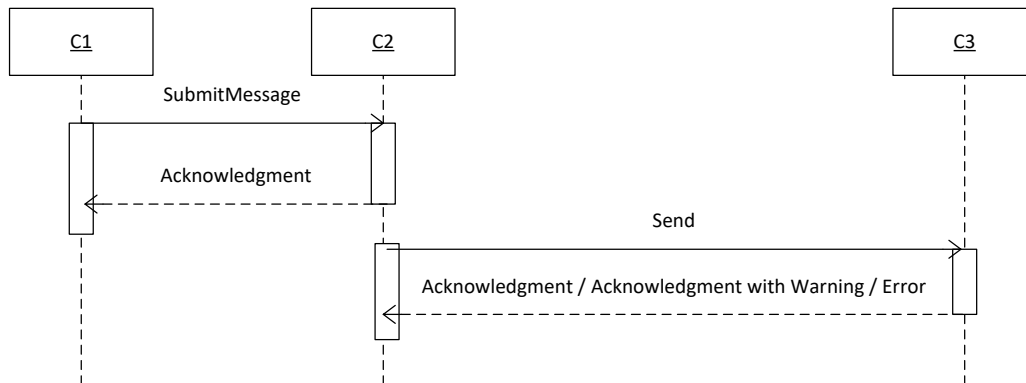 C1
C2
C3
SubmitMessage
Acknowledgment
Send
Acknowledgment / Acknowledgment with Warning / Error